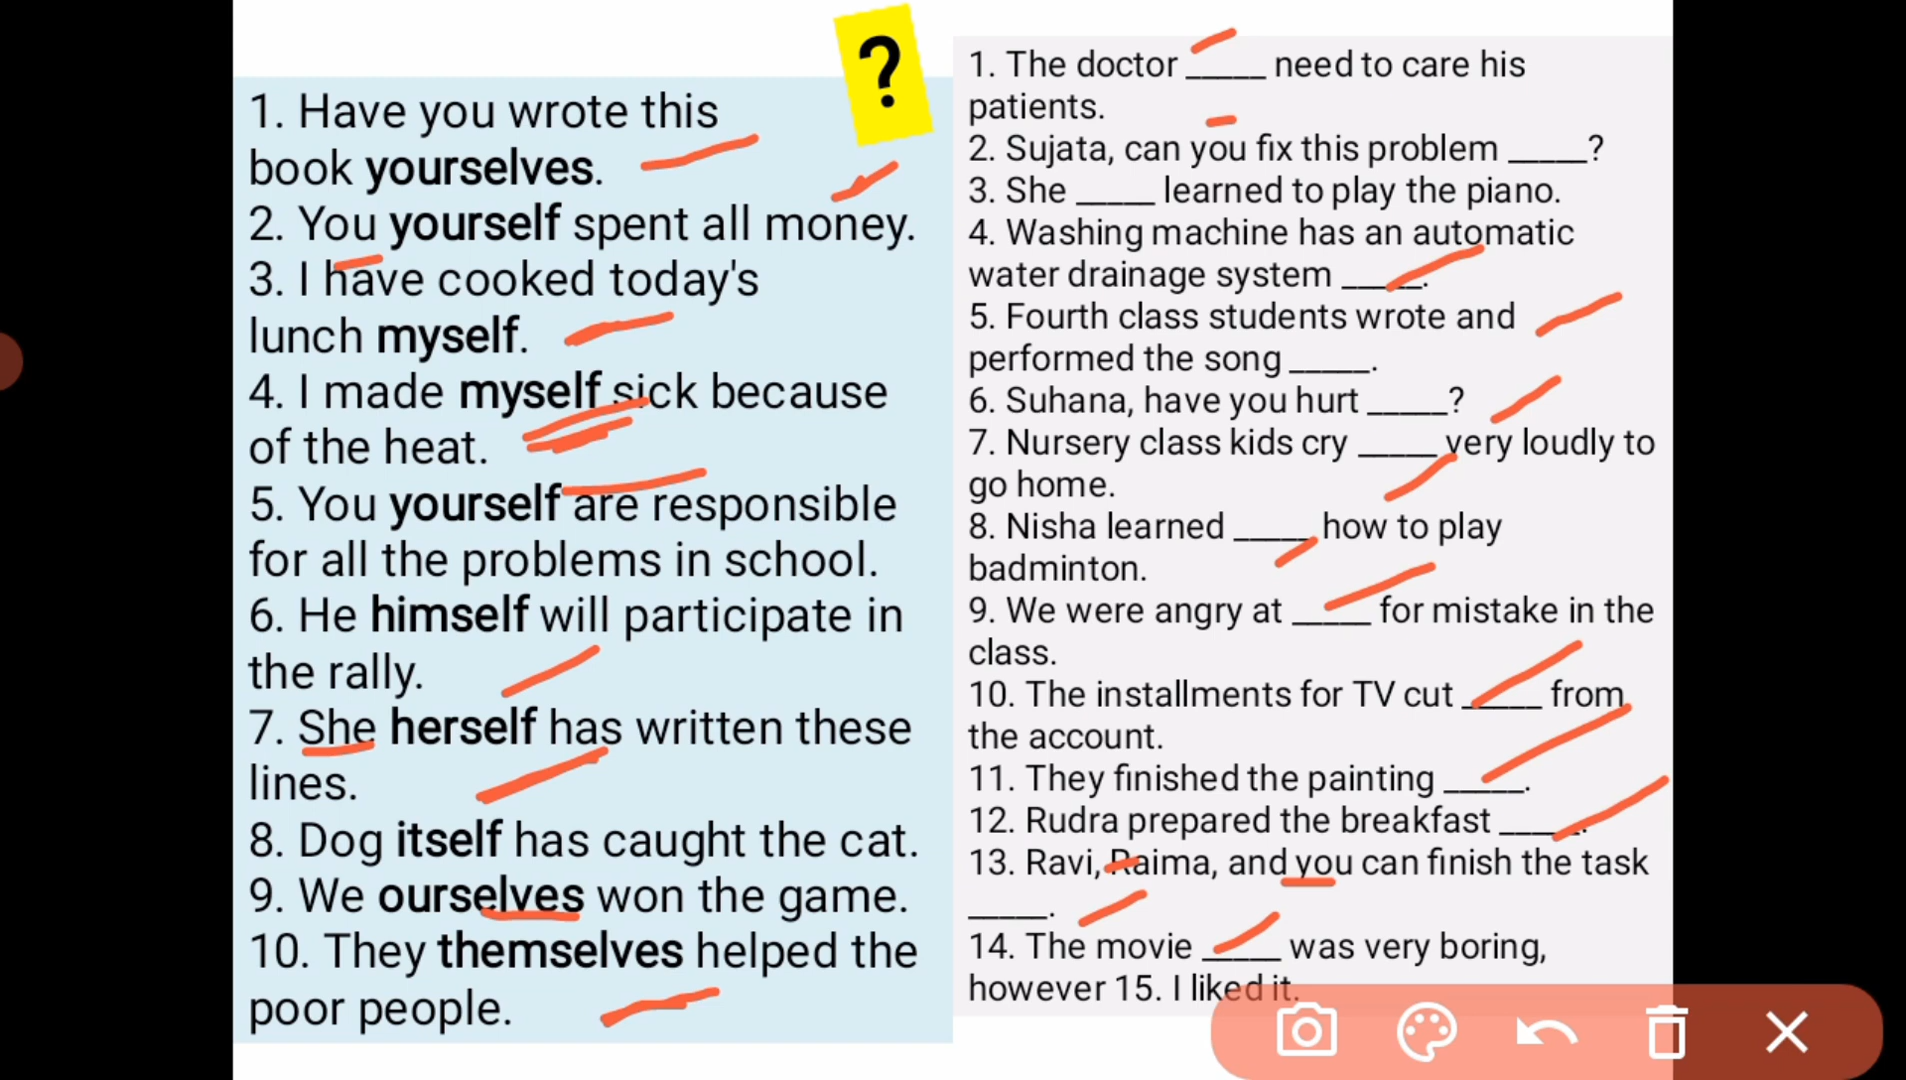 ?
1. Have you wrote this
book yourselves.
2. You yourself spent all money.
3. I have cooked today's
lunch myself.
4. I made myself sick because
of the heat.
5. You yourself are responsible
for all the problems in school.
6. He himself will participate in
the rally.
7. She herself has written these
lines.
8. Dog itself has caught the cat.
9. We ourselves won the game.
10. They themselves helped the
poor people.
1. The doctor _____ need to care his
patients.
2. Sujata, can you fix this problem _____?
3. She _____ learned to play the piano.
4. Washing machine has an automatic
water drainage system _____.
5. Fourth class students wrote and
performed the song _____.
6. Suhana, have you hurt _____?
7. Nursery class kids cry _____ very loudly to
go home.
8. Nisha learned _____ how to play
badminton.
9. We were angry at _____ for mistake in the
class.
10. The installments for TV cut _____ from
the account.
11. They finished the painting _____.
12. Rudra prepared the breakfast _____.
13. Ravi, Raima, and you can finish the task
_____.
14. The movie _____ was very boring,
however 15. I liked it.